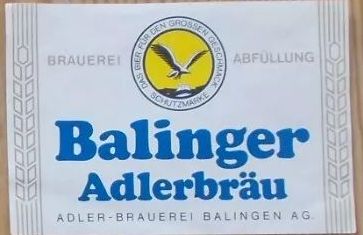 DAS BIER FÜR DEN GROSSEN GESCHMACK
SCHUTZMARKE
BRAUEREI ABFÜLLUNG
Balinger
Adlerbräu
ADLER-BRAUEREI BALINGEN AG.